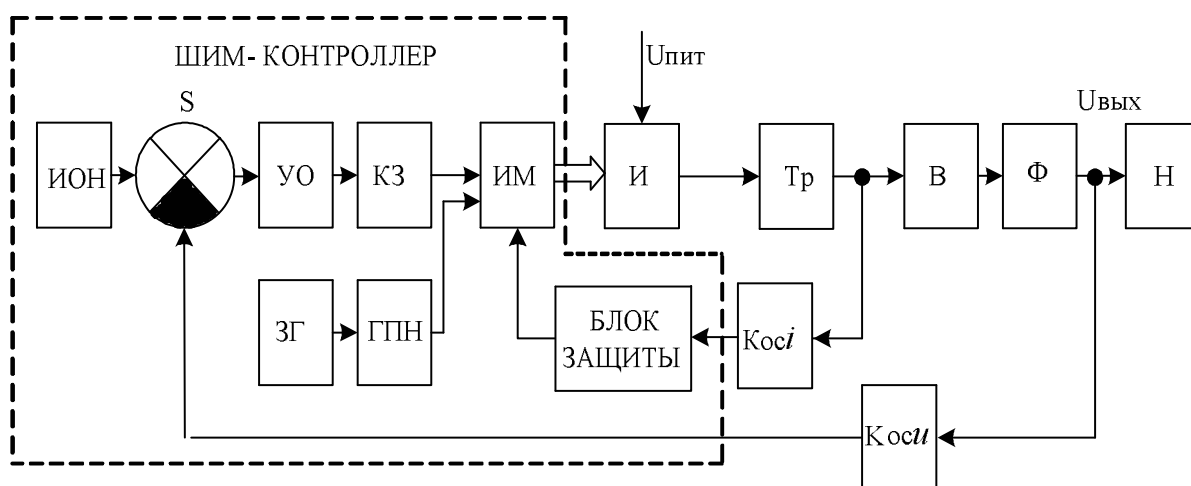 ШИМ- КОНТРОЛЛЕР
Uпит
S
Uвых
ИОН
УО
КЗ
ИМ
И
Тр
В
Ф
Н
ЗГ
ГПН
БЛОК
ЗАЩИТЫ
Косi
Косu